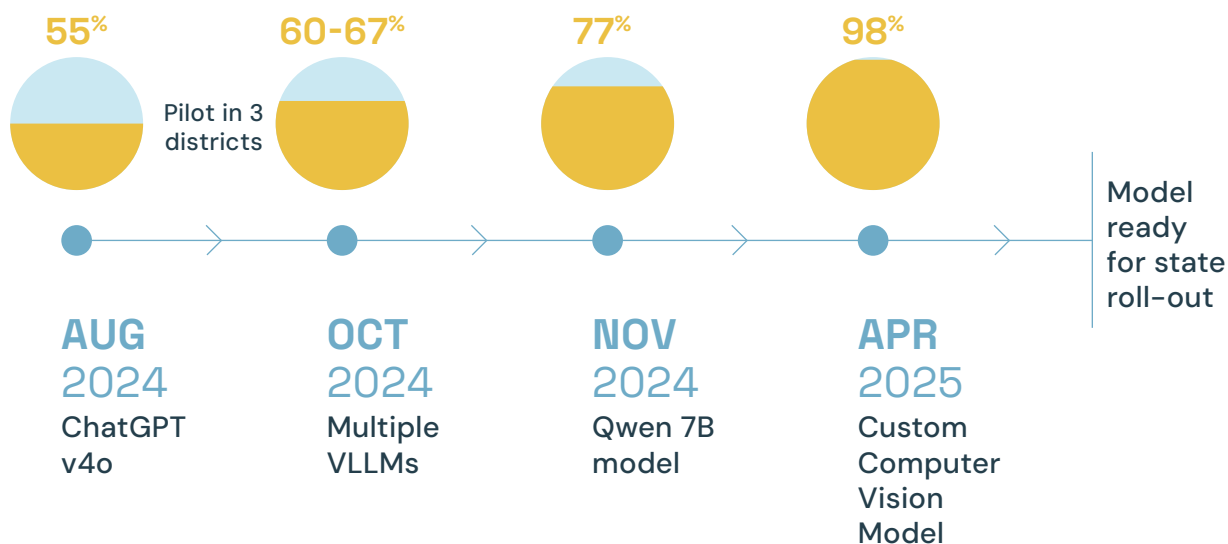 55%
60-67%
77%
98%
Pilot in 3
districts
Model
ready
for state
roll-out
AUG
2024
ChatGPT
v4o
OCT
2024
Multiple
VLLMs
NOV
2024
Qwen 7B
model
APR
2025
Custom
Computer
Vision
Model